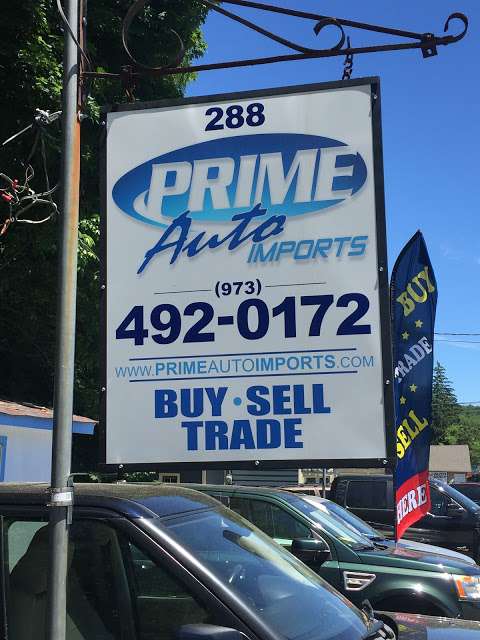 288
PRIME
Auto IMPORTS
(973)
492-0172
WWW.PRIMEAUTOIMPORTS.COM
BUY • SELL
TRADE
BUY
TRADE
SELL
HERE